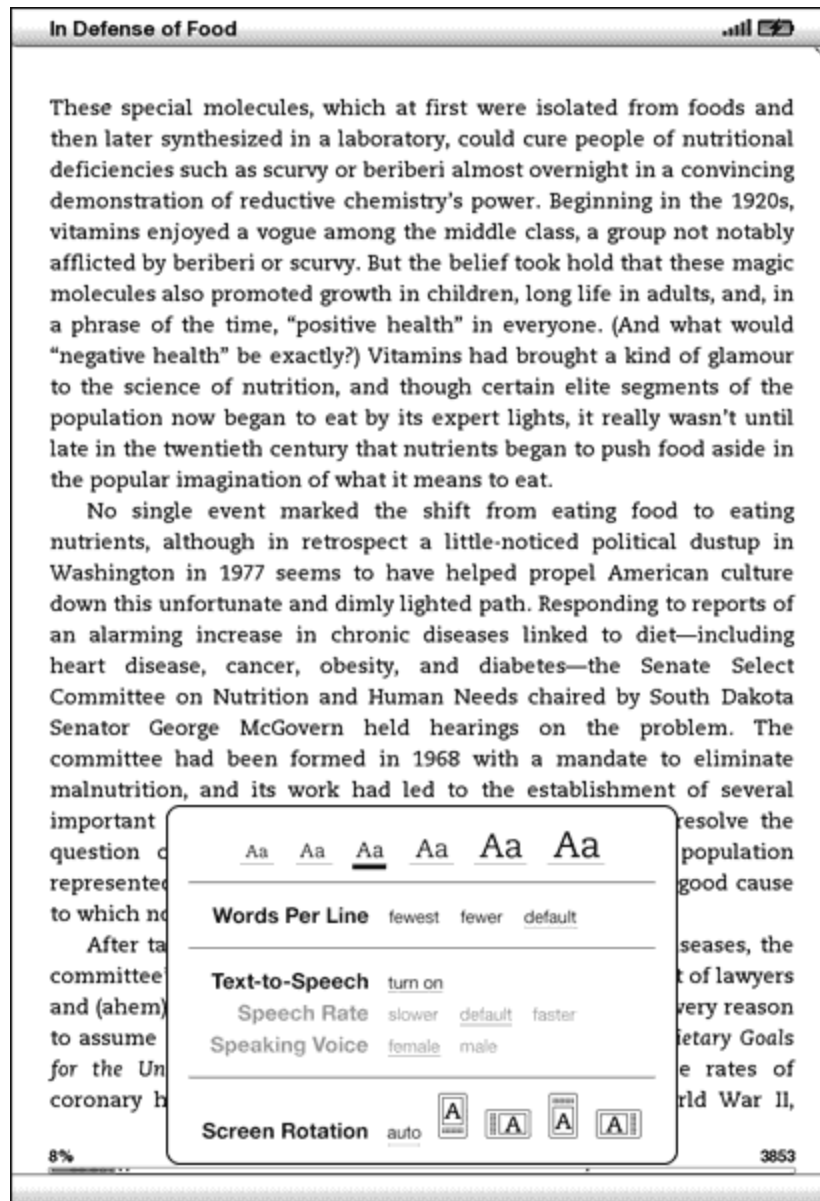 In Defense of Food
These special molecules, which at first were isolated from foods and
then later synthesized in a laboratory, could cure people of nutritional
deficiencies such as scurvy or beriberi almost overnight in a convincing
demonstration of reductive chemistry's power. Beginning in the 1920s,
vitamins enjoyed a vogue among the middle class, a group not notably
afflicted by beriberi or scurvy. But the belief took hold that these magic
molecules also promoted growth in children, long life in adults, and, in
a phrase of the time, “positive health” in everyone. (And what would
“negative health” be exactly?) Vitamins had brought a kind of glamour
to the science of nutrition, and though certain elite segments of the
population now began to eat by its expert lights, it really wasn't until
late in the twentieth century that nutrients began to push food aside in
the popular imagination of what it means to eat.
No single event marked the shift from eating food to eating
nutrients, although in retrospect a little-noticed political dustup in
Washington in 1977 seems to have helped propel American culture
down this unfortunate and dimly lighted path. Responding to reports of
an alarming increase in chronic diseases linked to diet—including
heart disease, cancer, obesity, and diabetes—the Senate Select
Committee on Nutrition and Human Needs chaired by South Dakota
Senator George McGovern held hearings on the problem. The
committee had been formed in 1968 with a mandate to eliminate
malnutrition, and its work had led to the establishment of several
important resolve the
question population
represented good cause
to which
After the
committee of lawyers
and (ahem) reason
to assume Goals
for the rates of
coronary War II,
Aa Aa Aa Aa Aa Aa
Words Per Line fewest fewer default
Text-to-Speech turn on
Speech Rate slower default faster
Speaking Voice female male
Screen Rotation auto A A A A
8% 3853